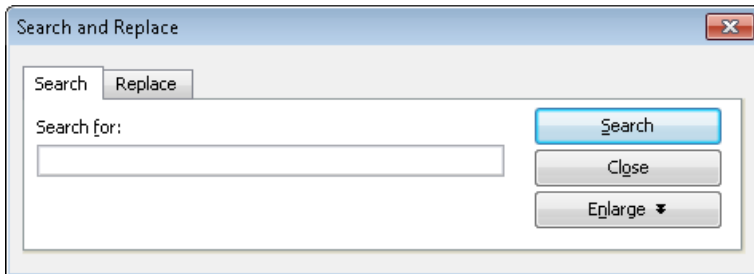 Search and Replace
Search Replace
Search for:
Search
Close
Enlarge